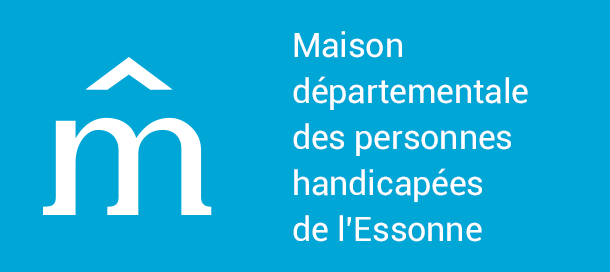 m̂
Maison
départementale
des personnes
handicapées
de l'Essonne